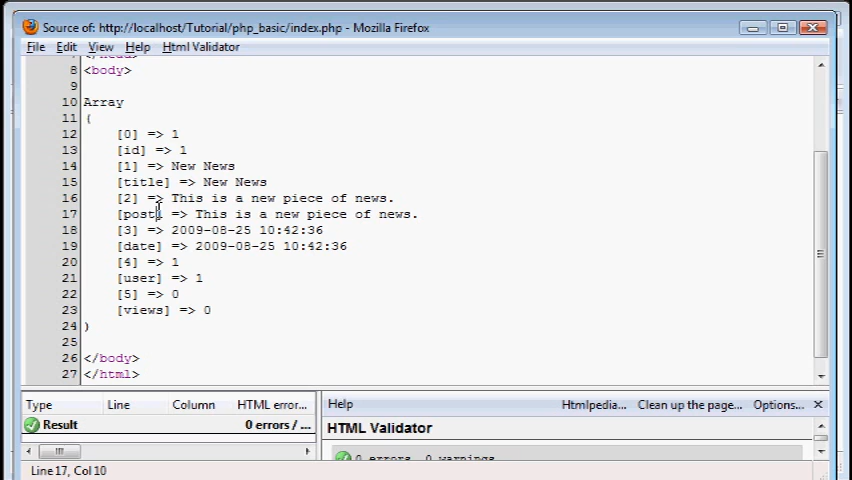 Source of: http://localhost/Tutorial/php_basic/index.php - Mozilla Firefox
File Edit View Help Html Validator
8 <body>
9
10 Array
11 (
12 [0] => 1
13 [id] => 1
14 [1] => New News
15 [title] => New News
16 [2] => This is a new piece of news.
17 [post] => This is a new piece of news.
18 [3] => 2009-08-25 10:42:36
19 [date] => 2009-08-25 10:42:36
20 [4] => 1
21 [user] => 1
22 [5] => 0
23 [views] => 0
24 )
25
26 </body>
27 </html>
Type Line Column HTML error...
Result 0 errors / ...
Help Htmlpedia... Clean up the page... Options...
HTML Validator
0 errors, 0 warnings
Line 17, Col 10